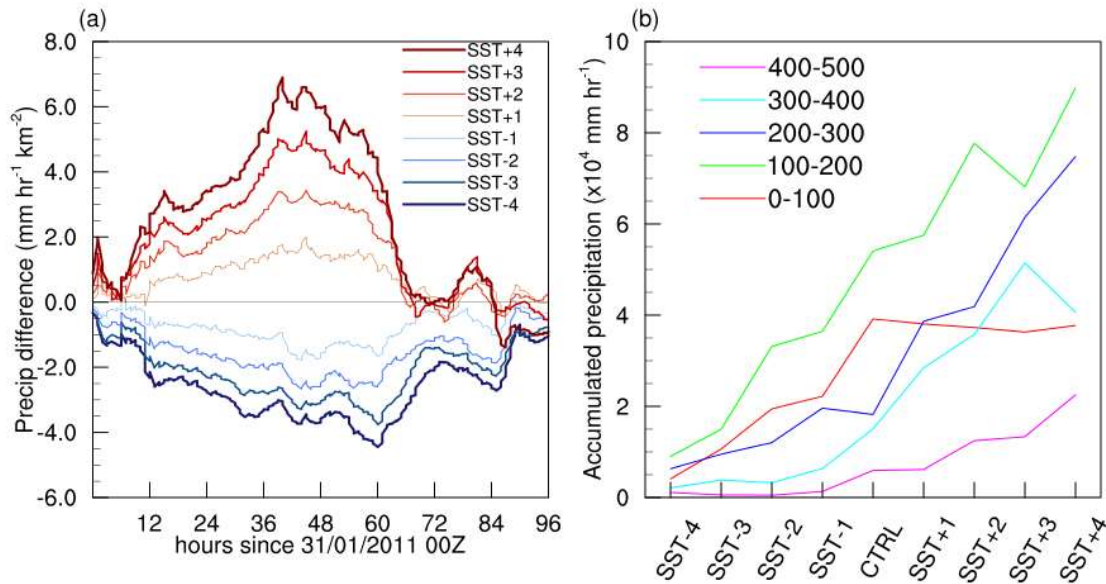 (a)
8.0
6.0
4.0
2.0
0.0
-2.0
-4.0
-6.0
Precip difference (mm hr-1 km-2)
SST+4
SST+3
SST+2
SST+1
SST-1
SST-2
SST-3
SST-4
12 24 36 48 60 72 84 96
hours since 31/01/2011 00Z
(b)
10
8
6
4
2
0
Accumulated precipitation (x10⁴ mm hr-1)
400-500
300-400
200-300
100-200
0-100
SST-4 SST-3 SST-2 SST-1 CTRL SST+1 SST+2 SST+3 SST+4